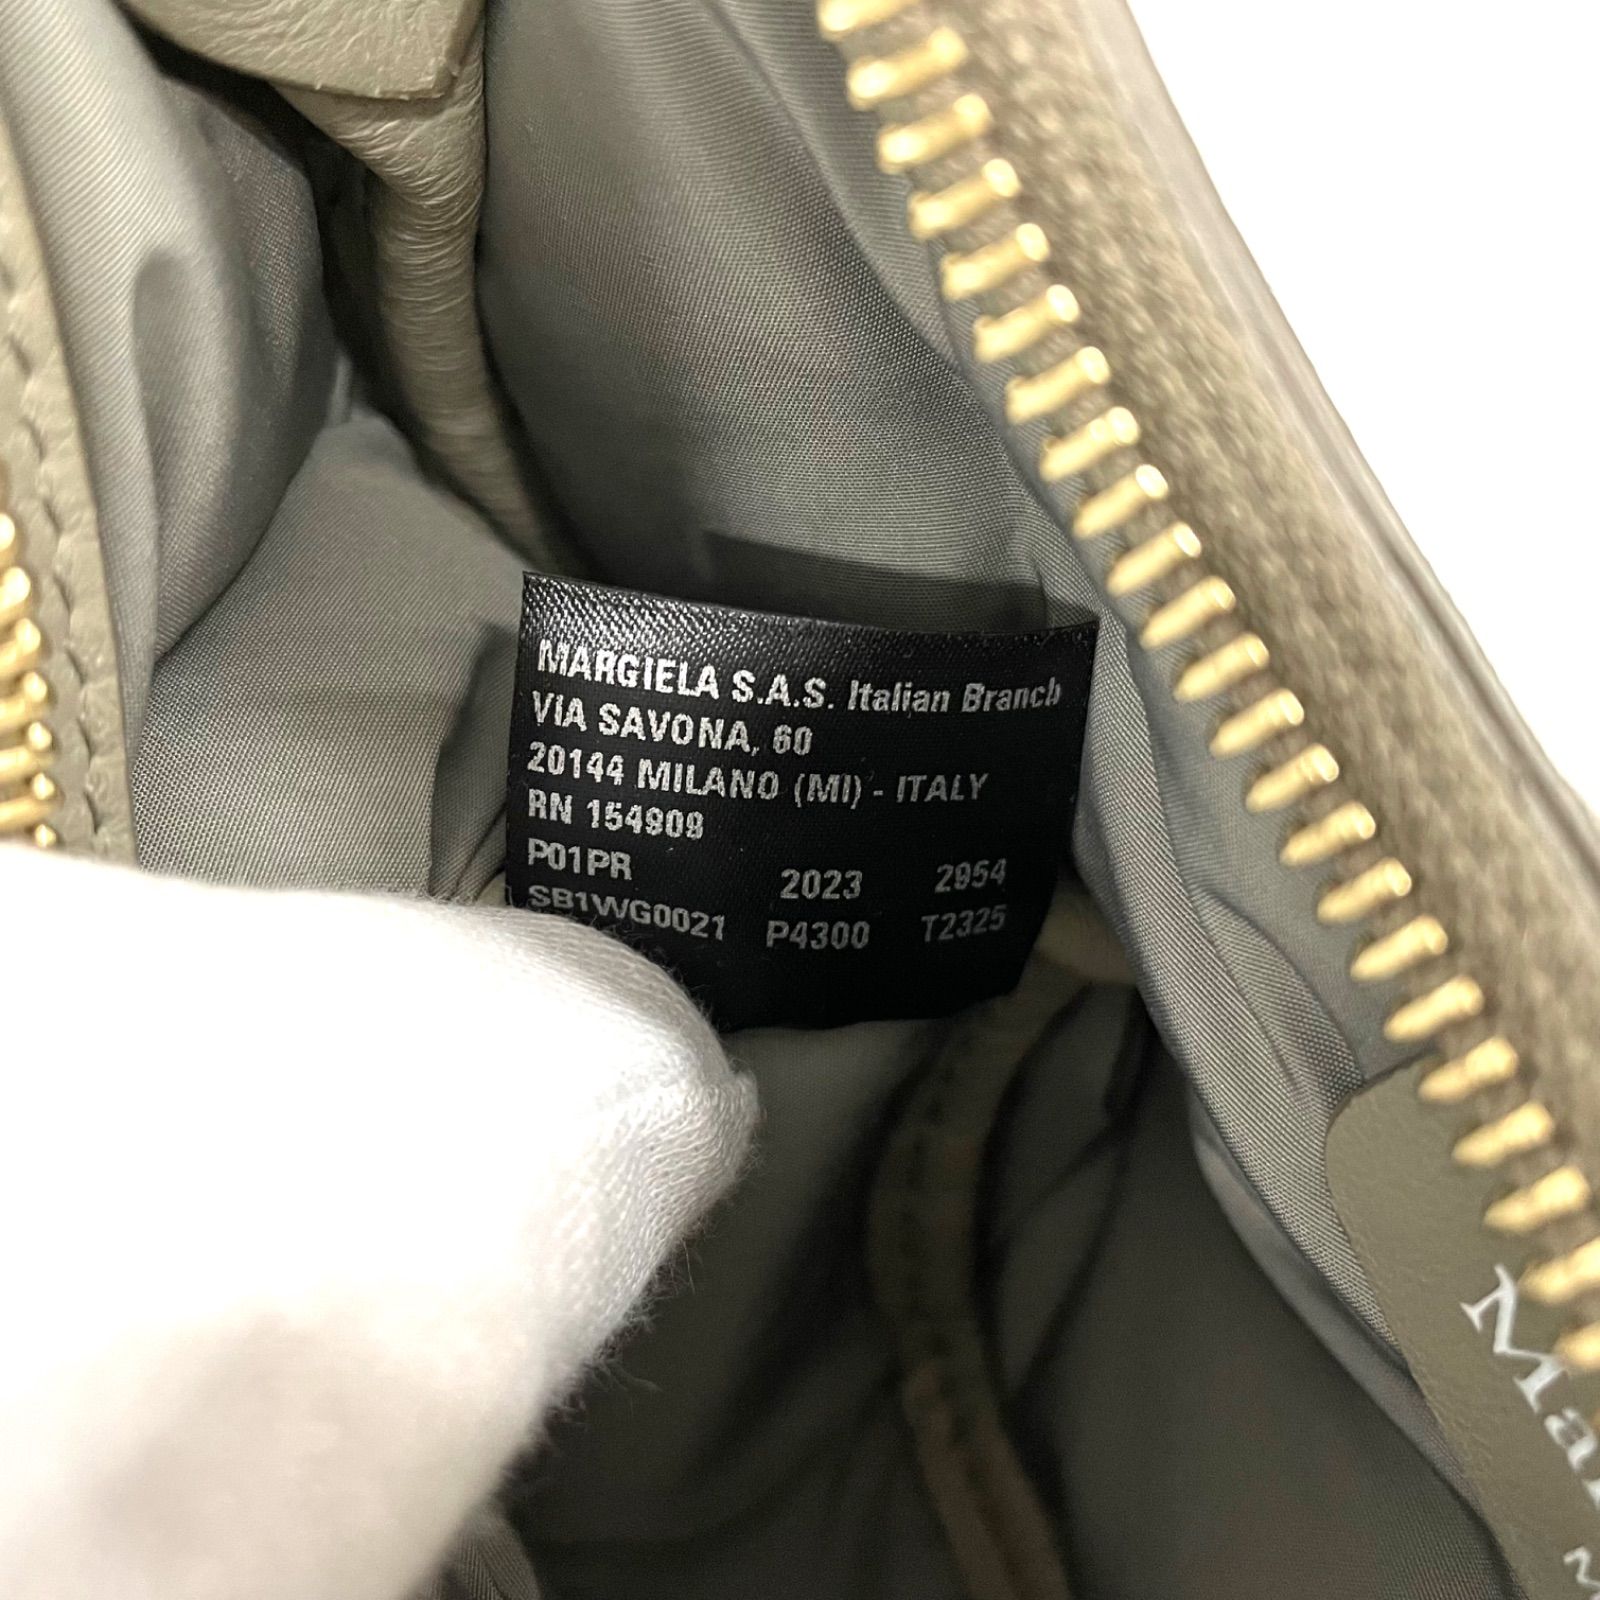 MARGIELA S.A.S. Italian Branch
VIA SAVONA, 60
20144 MILANO (MI) - ITALY
RN 154909
P01PR 2023 2954
SB1WG0021 P4300 T2325